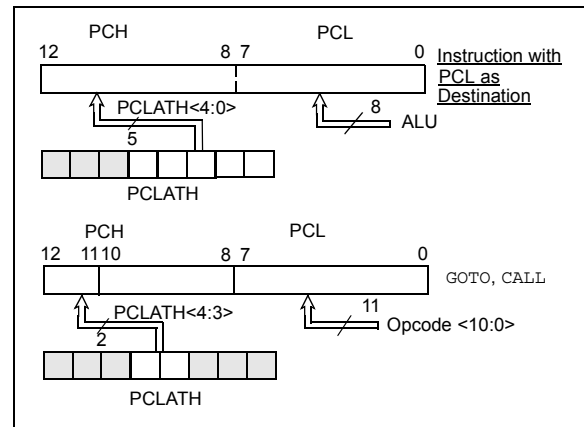 PCH PCL
12 8 7 0
Instruction with
PCL as
Destination
PCLATH<4:0>
8
5
ALU
PCLATH
PCH PCL
12 11 10 8 7 0
GOTO, CALL
PCLATH<4:3>
11
2
Opcode <10:0>
PCLATH